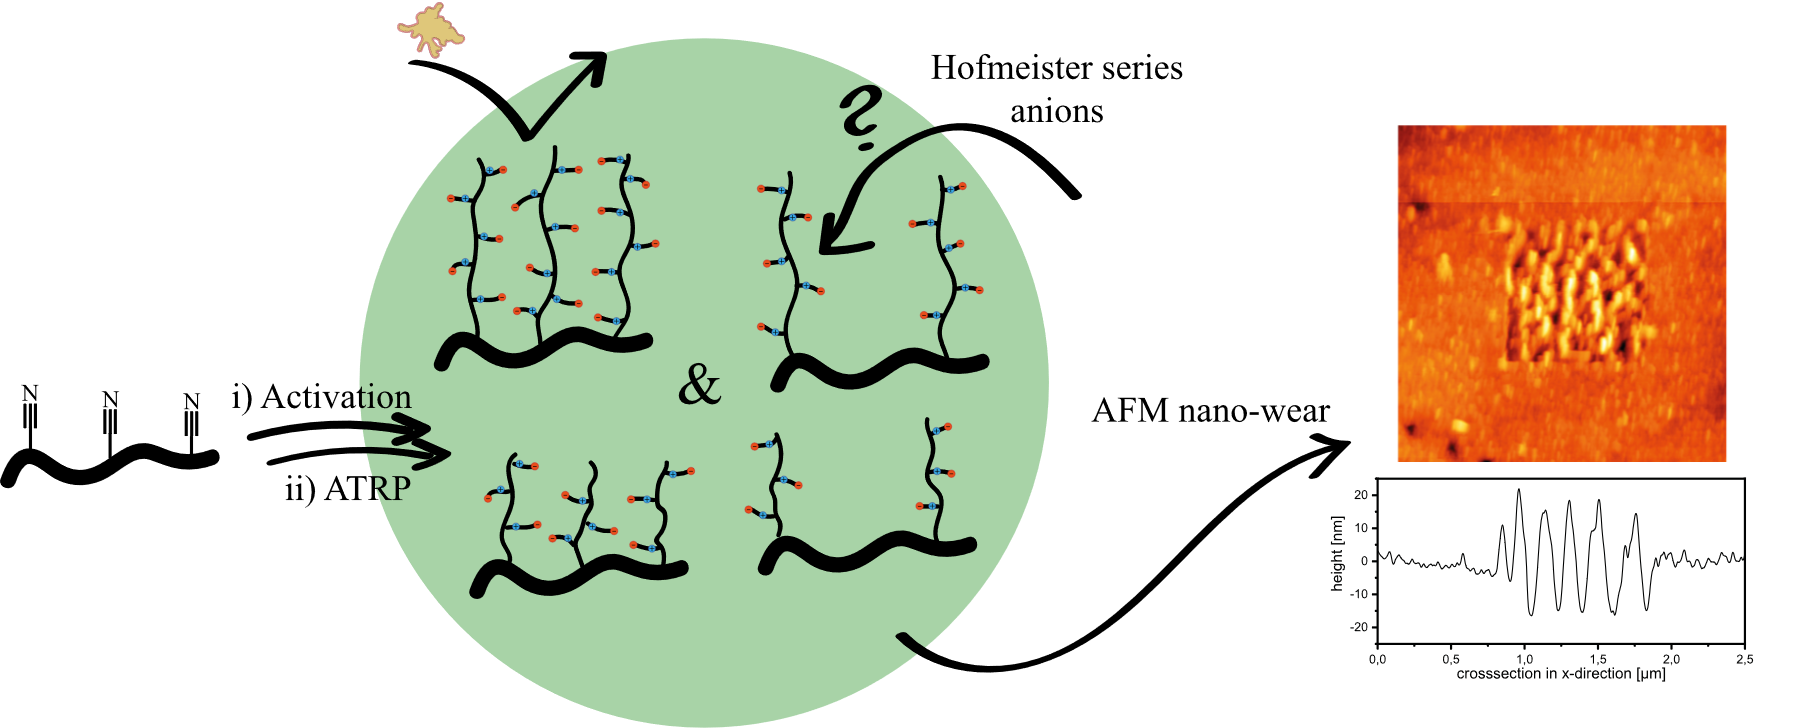 Hofmeister series
anions
?
N
N
N
i) Activation
ii) ATRP
&
AFM nano-wear
height [nm]
20
10
0
-10
-20
0,0
0,5
1,0
1,5
2,0
2,5
crosssection in x-direction [µm]